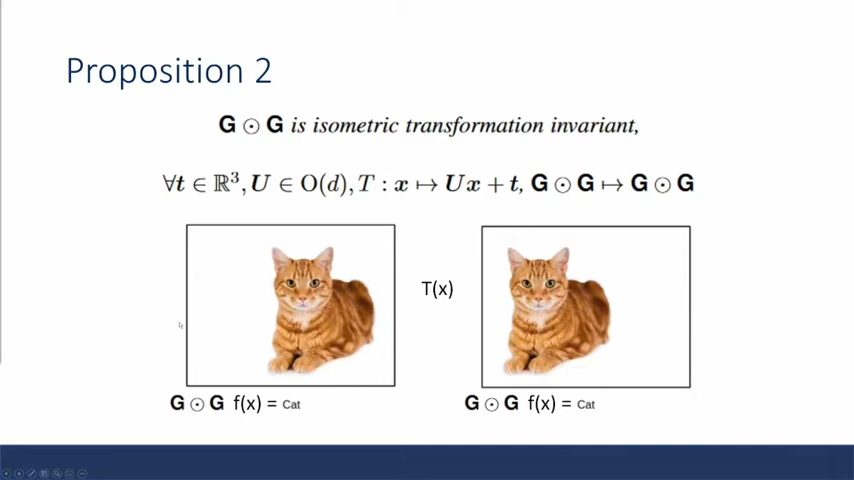 Proposition 2
G ⊙ G is isometric transformation invariant,
∀t ∈ ℝ³, U ∈ O(d), T : x ↦ Ux + t, G ⊙ G ↦ G ⊙ G
T(x)
G ⊙ G f(x) = Cat
G ⊙ G f(x) = Cat